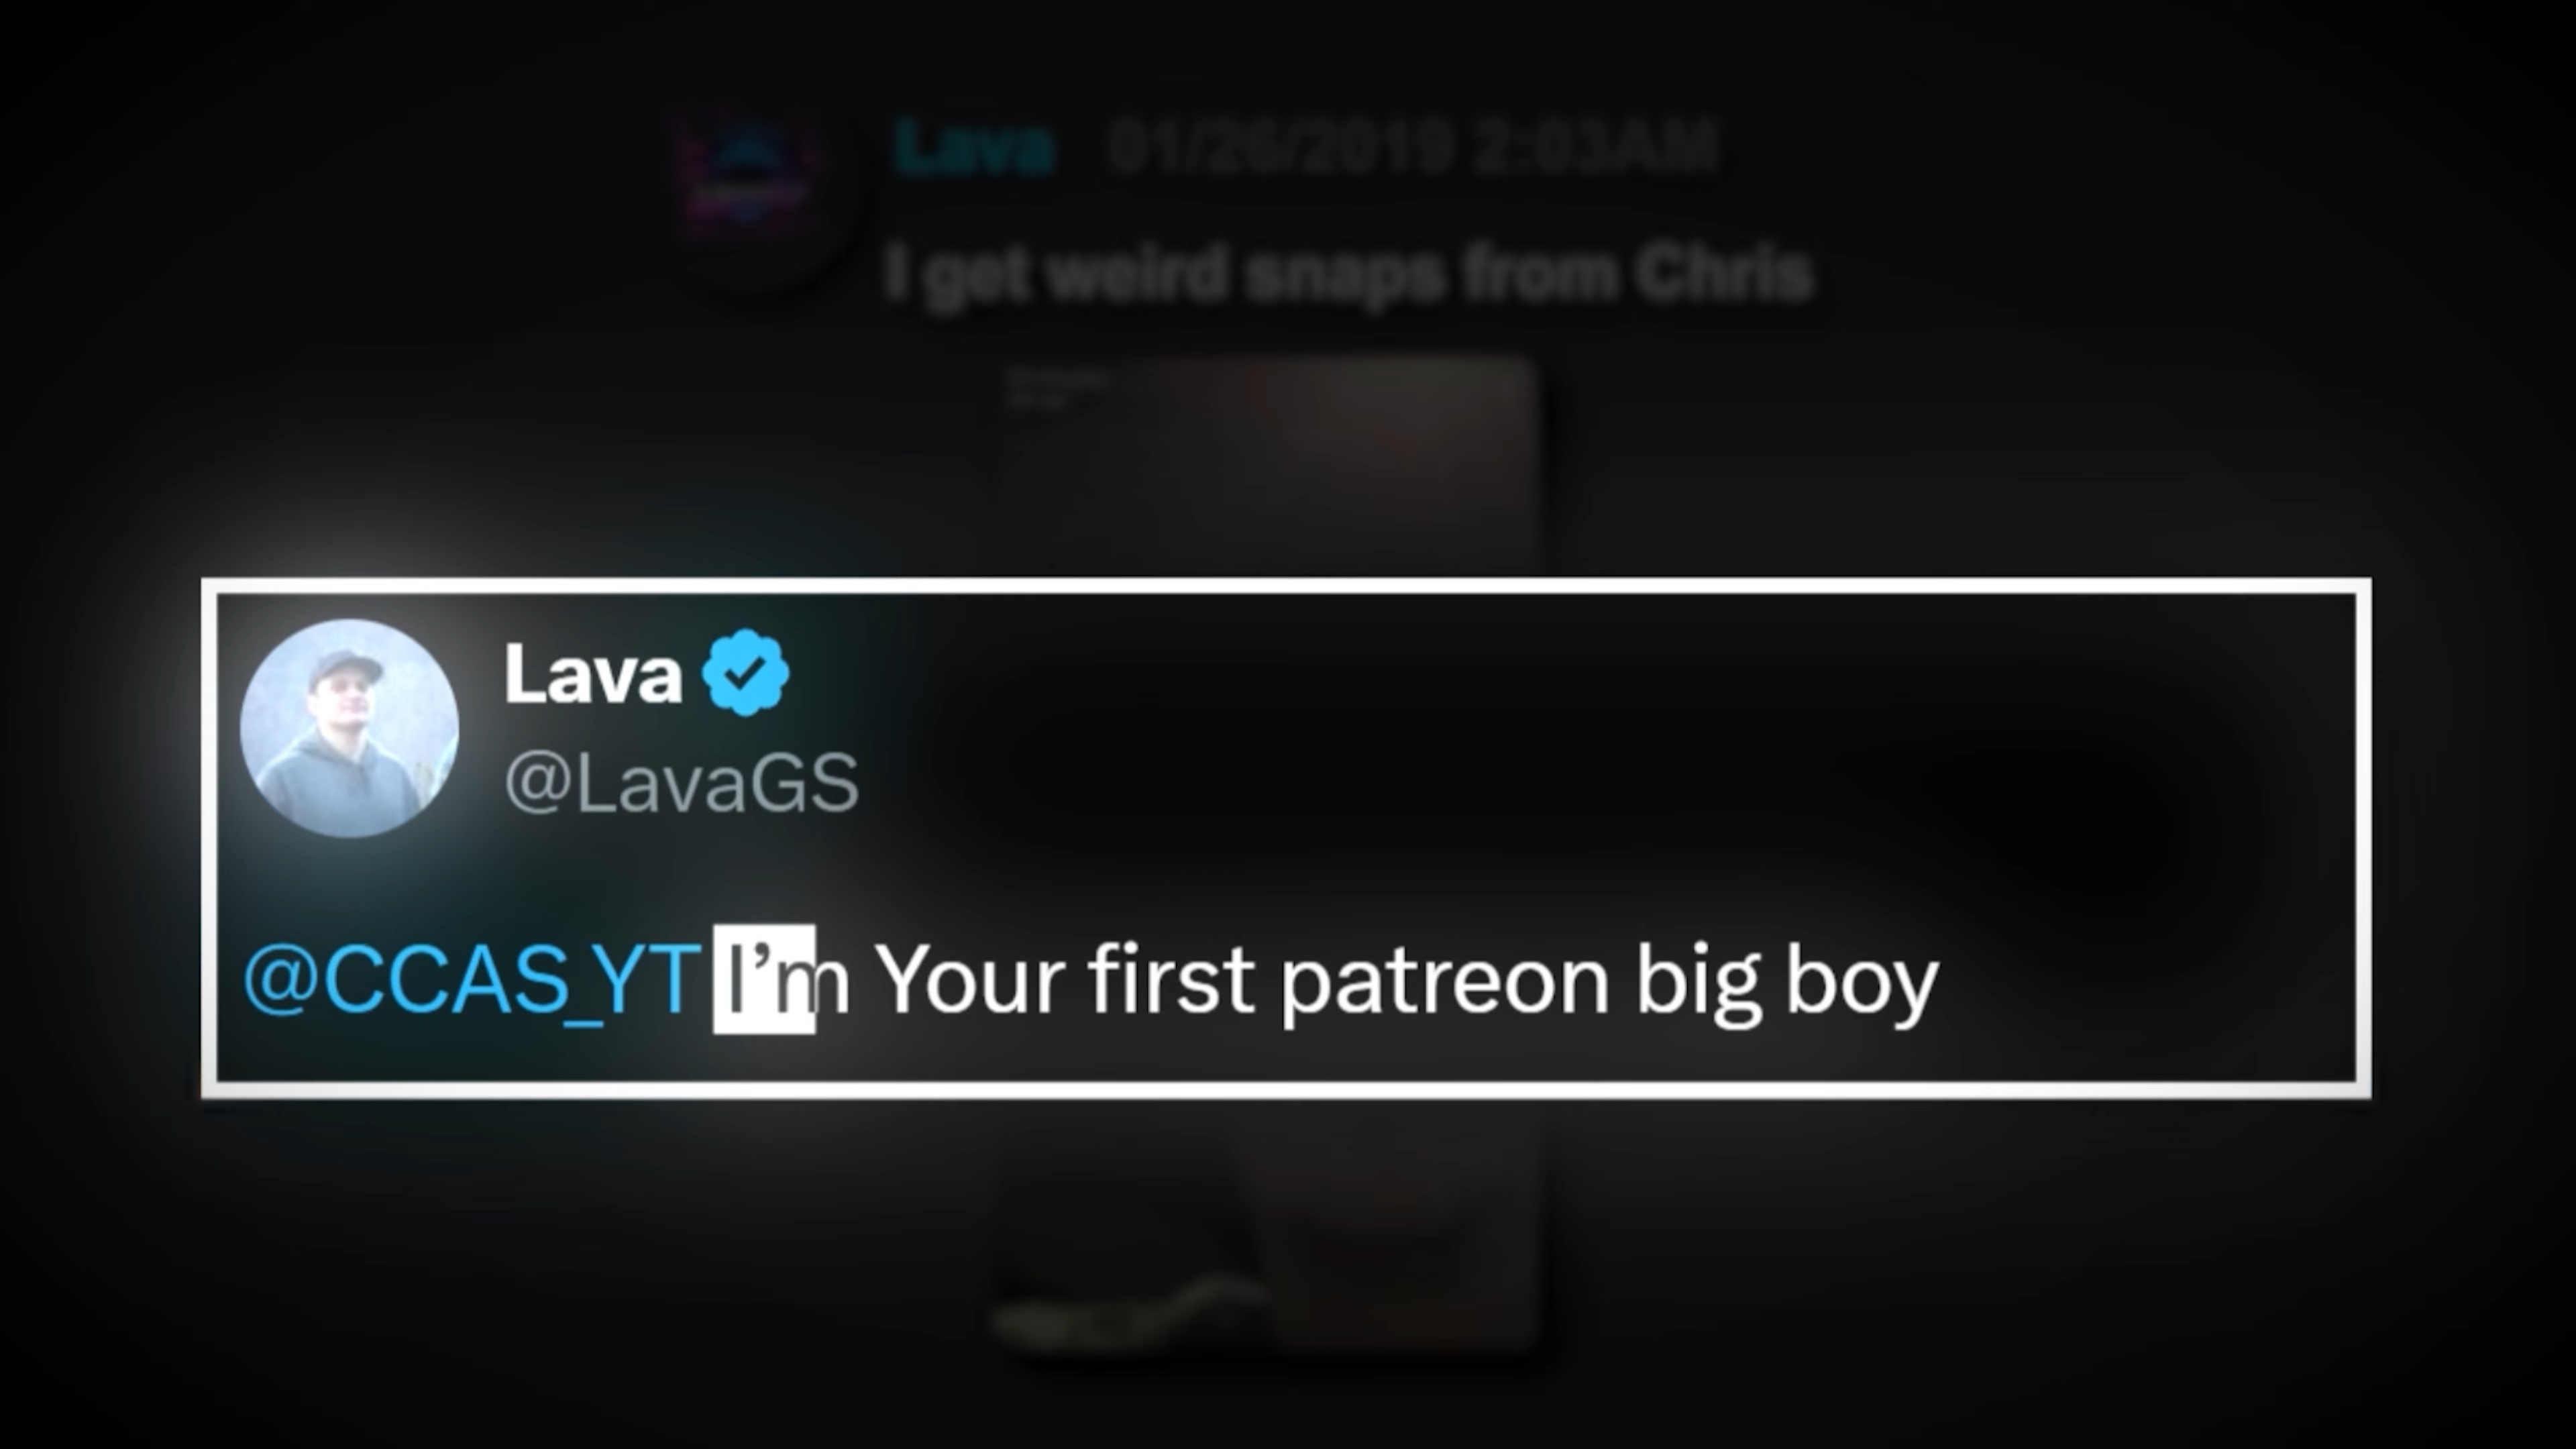 Lava 01/26/2019 2:03AM
I get weird snaps from Chris
Lava
@LavaGS
@CCAS_YT I’m Your first patreon big boy